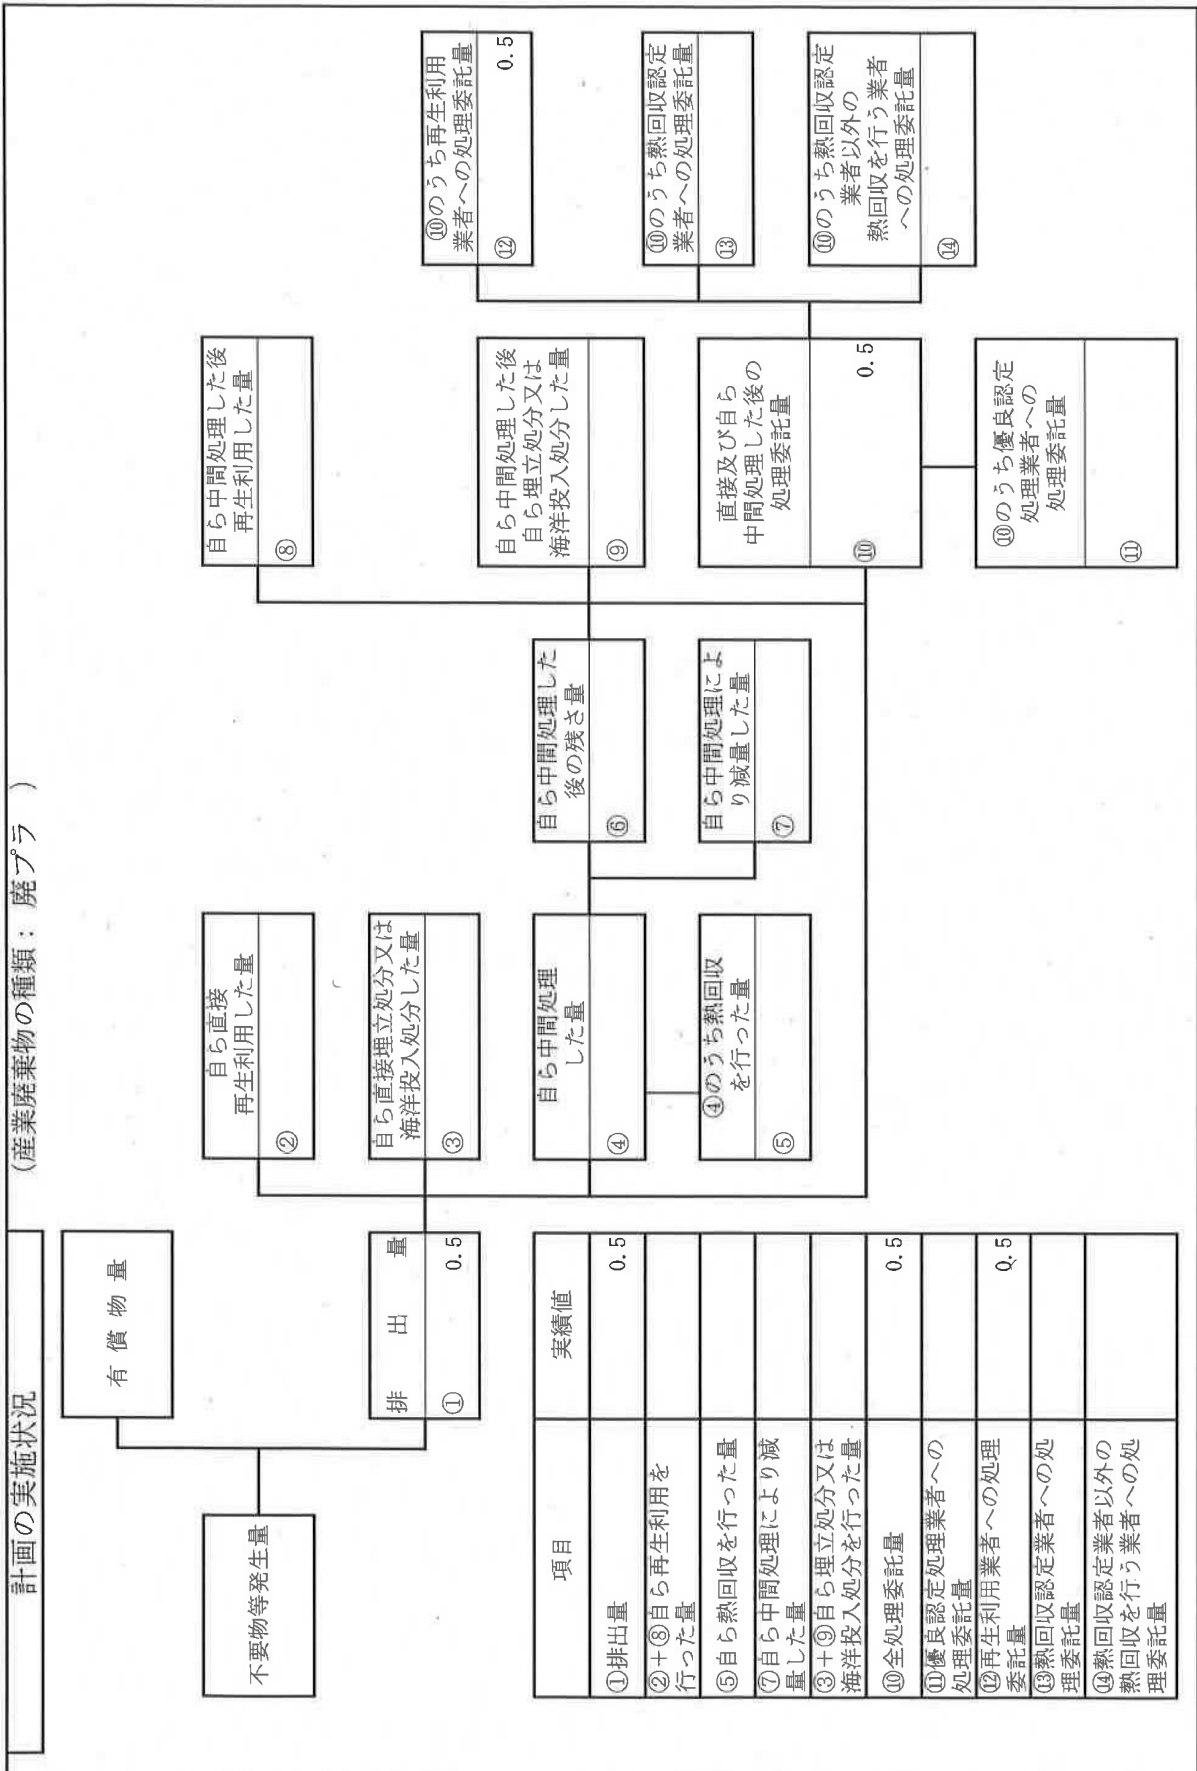 計画の実施状況
(産業廃棄物の種類： 廃プラ )
不要物等発生量
有償物量
排出量
① 0.5
自ら直接
再生利用した量
②
自ら直接埋立処分又は
海洋投入処分した量
③
自ら中間処理
した量
④
④のうち熱回収
を行った量
⑤
自ら中間処理した
後の残さ量
⑥
自ら中間処理によ
り減量した量
⑦
自ら中間処理した後
再生利用した量
⑧
自ら中間処理した後
自ら埋立処分又は
海洋投入処分した量
⑨
直接及び自ら
中間処理した後の
処理委託量
⑩ 0.5
⑩のうち優良認定
処理業者への
処理委託量
⑪
⑩のうち再生利用
業者への処理委託量
⑫ 0.5
⑩のうち熱回収認定
業者への処理委託量
⑬
⑩のうち熱回収認定
業者以外の
熱回収を行う業者
への処理委託量
⑭
項目 実績値
①排出量 0.5
②+⑧自ら再生利用を
行った量
⑤自ら熱回収を行った量
⑦自ら中間処理により減
量した量
③+⑨自ら埋立処分又は
海洋投入処分を行った量
⑩全処理委託量 0.5
⑪優良認定処理業者への
処理委託量
⑫再生利用業者への処理
委託量 0.5
⑬熱回収認定業者への処
理委託量
⑭熱回収認定業者以外の
熱回収を行う業者への処
理委託量